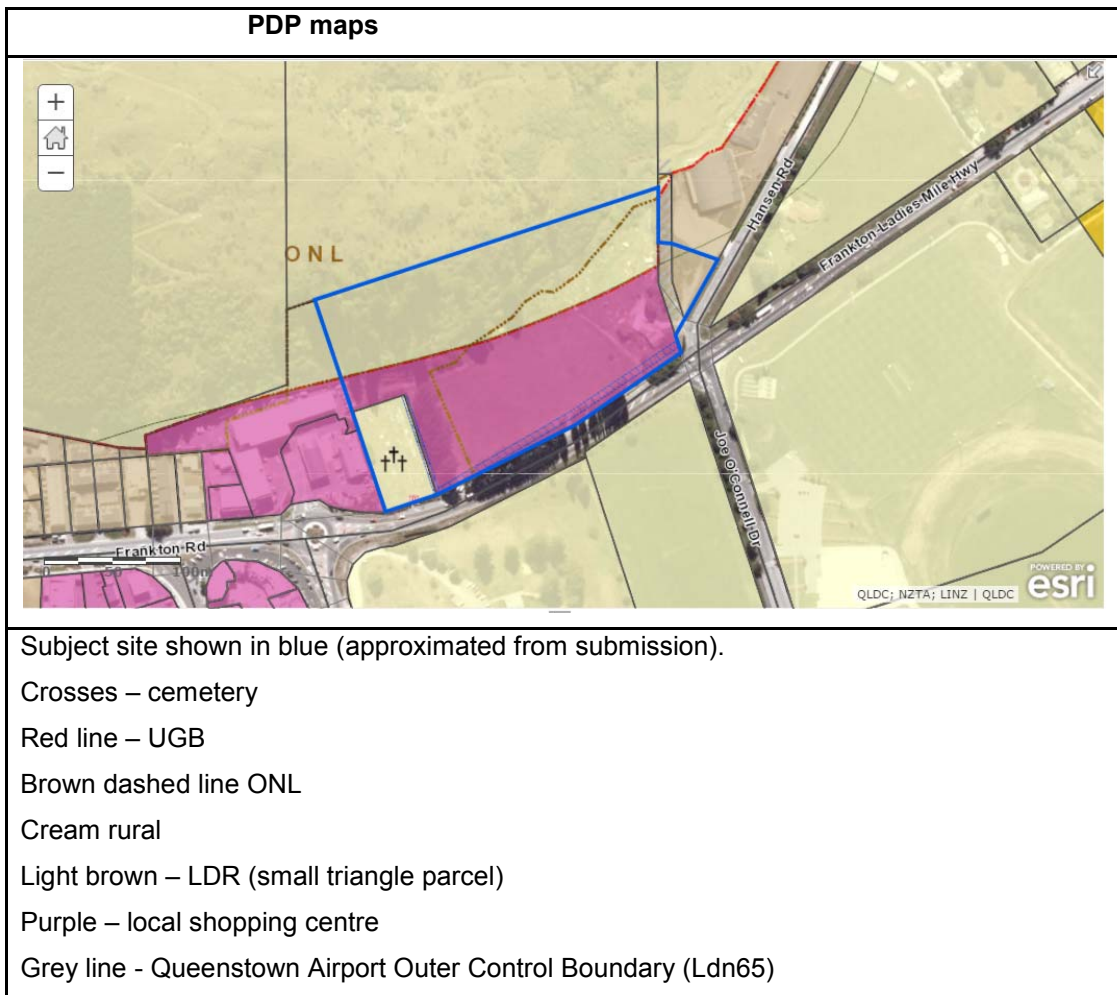 PDP maps
+
−
ONL
Hansen Rd
Frankton-Ladies Mile Hwy
Joe O'connell Dr
Frankton Rd
0 50 100m
POWERED BY
esri
QLDC; NZTA; LINZ | QLDC
Subject site shown in blue (approximated from submission).
Crosses – cemetery
Red line – UGB
Brown dashed line ONL
Cream rural
Light brown – LDR (small triangle parcel)
Purple – local shopping centre
Grey line - Queenstown Airport Outer Control Boundary (Ldn65)